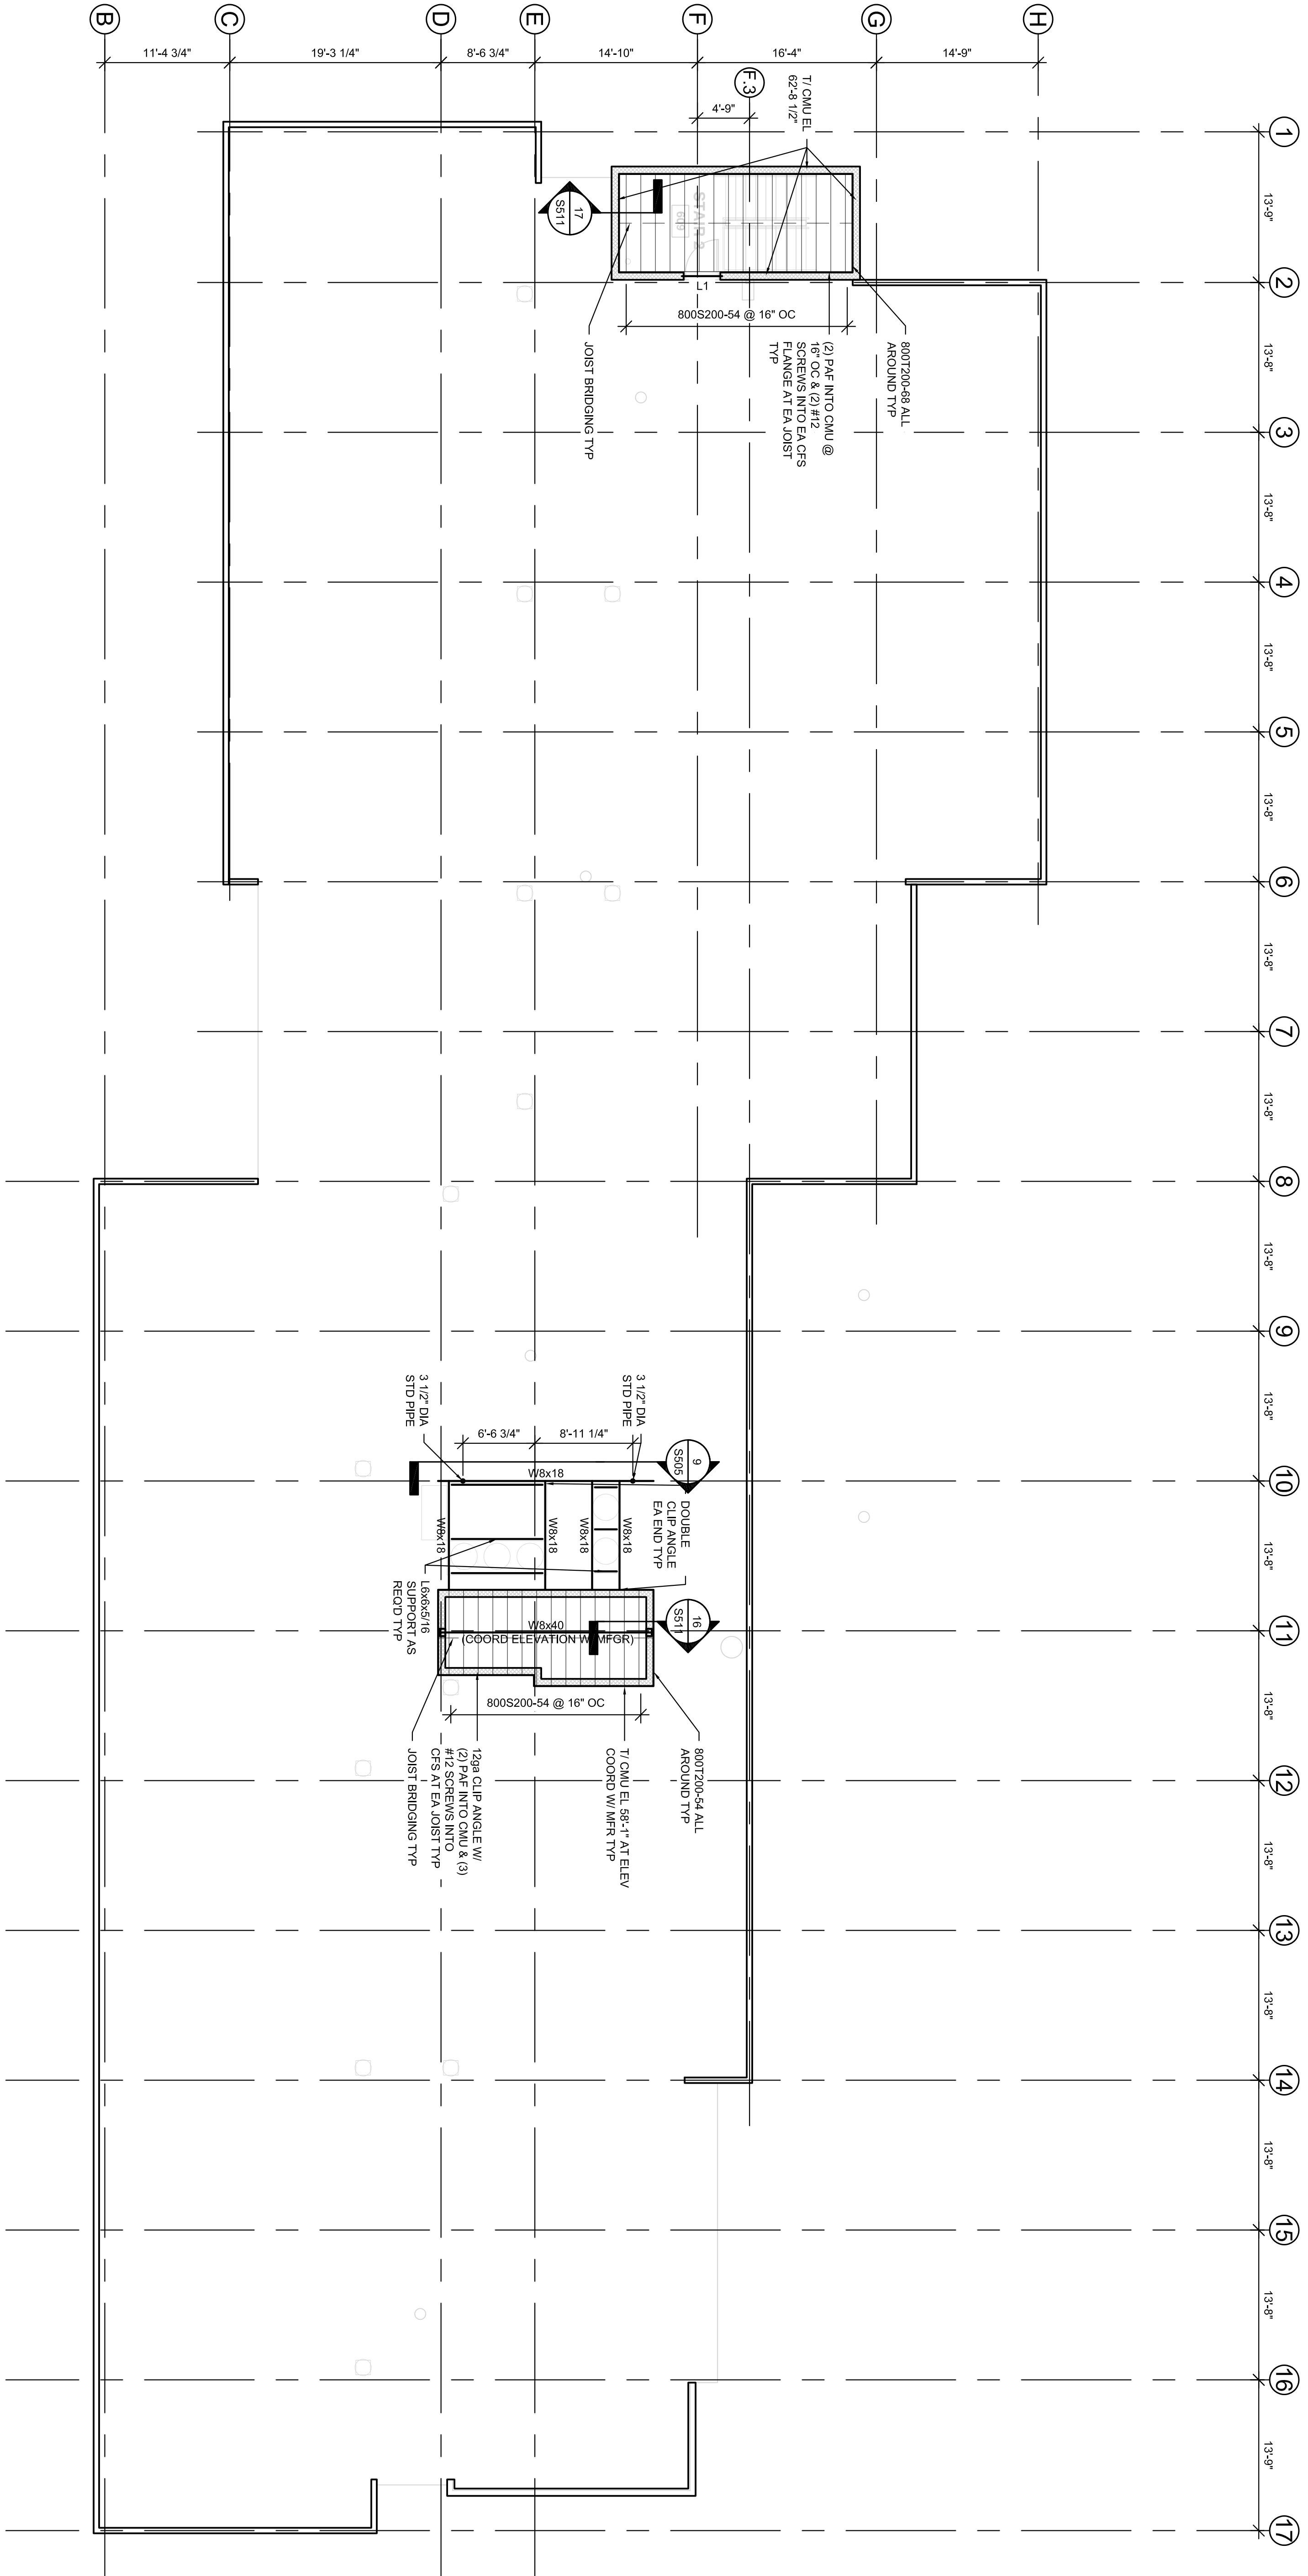 B
C
D
E
F
G
H
11'-4 3/4"
19'-3 1/4"
8'-6 3/4"
14'-10"
16'-4"
14'-9"
F.3
4'-9"
T/ CMU EL
62'-8 1/2"
1
13'-9"
STAIR 2
609
17
S511
L1
2
800S200-54 @ 16" OC
13'-8"
JOIST BRIDGING TYP
(2) PAF INTO CMU @
16" OC & (2) #12
SCREWS INTO EA CFS
FLANGE AT EA JOIST
TYP
800T200-68 ALL
AROUND TYP
3
13'-8"
4
13'-8"
5
13'-8"
6
13'-8"
7
13'-8"
8
13'-8"
9
13'-8"
3 1/2" DIA
STD PIPE
3 1/2" DIA
STD PIPE
6'-6 3/4"
8'-11 1/4"
9
S505
W8x18
10
DOUBLE
CLIP ANGLE
EA END TYP
W8x18
W8x18
W8x18
W8x18
13'-8"
L6x6x5/16
SUPPORT AS
REQ'D TYP
16
S511
W8x40
(COORD ELEVATION W/ MFGR)
11
800S200-54 @ 16" OC
13'-8"
JOIST BRIDGING TYP
12ga CLIP ANGLE W/
(2) PAF INTO CMU & (3)
#12 SCREWS INTO
CFS AT EA JOIST TYP
T/ CMU EL 58'-1" AT ELEV
COORD W/ MFR TYP
800T200-54 ALL
AROUND TYP
12
13'-8"
13
13'-8"
14
13'-8"
15
13'-8"
16
13'-9"
17